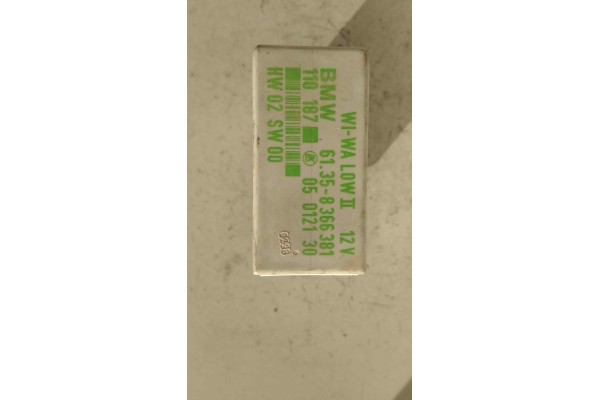 WI-WA LOW II 12V
BMW 61.35-8 366 381
110 187 05 0121 30
HW 02 SW 00